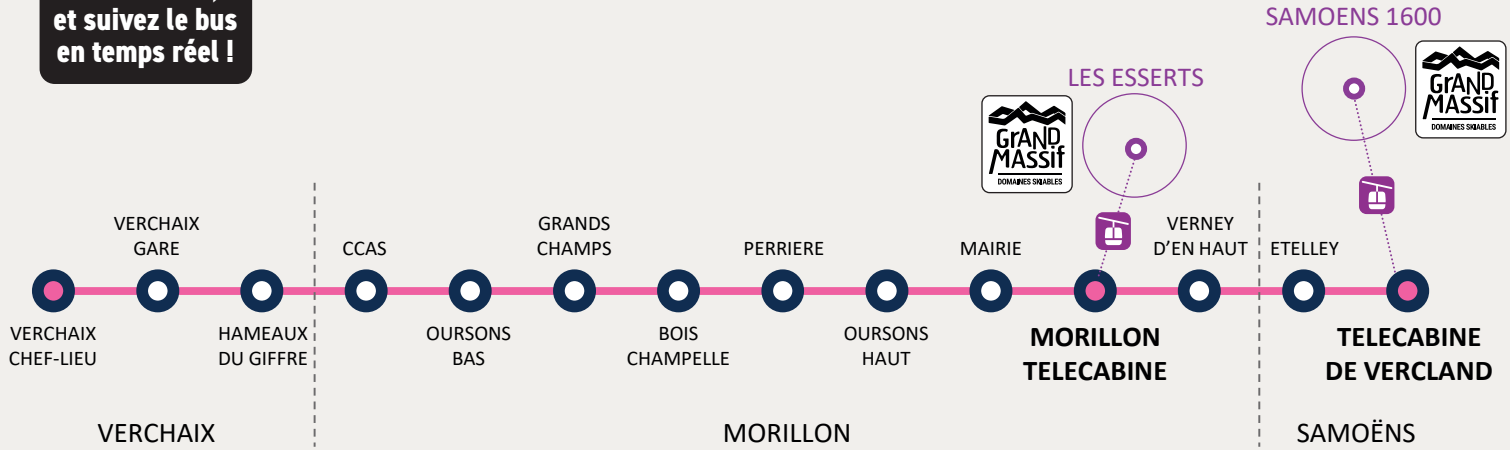 et suivez le bus
en temps réel !
SAMOENS 1600
GRAND
MASSIF
DOMAINES SKIABLES
LES ESSERTS
GRAND
MASSIF
DOMAINES SKIABLES
VERCHAIX
GARE
CCAS
GRANDS
CHAMPS
PERRIERE
MAIRIE
VERNEY
D'EN HAUT
ETELLEY
VERCHAIX
CHEF-LIEU
HAMEAUX
DU GIFFRE
OURSONS
BAS
BOIS
CHAMPELLE
OURSONS
HAUT
MORILLON
TELECABINE
TELECABINE
DE VERCLAND
VERCHAIX
MORILLON
SAMOËNS